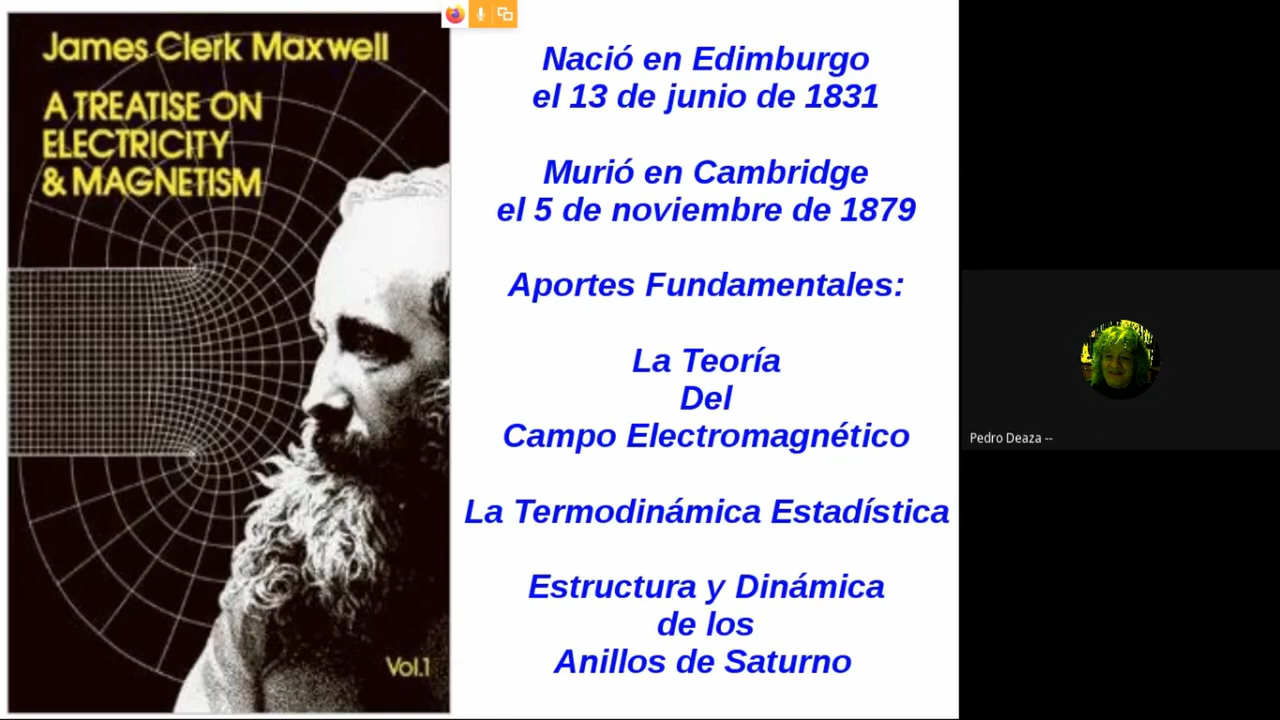 James Clerk Maxwell
A TREATISE ON
ELECTRICITY
& MAGNETISM
Vol.1
Nació en Edimburgo
el 13 de junio de 1831
Murió en Cambridge
el 5 de noviembre de 1879
Aportes Fundamentales:
La Teoría
Del
Campo Electromagnético
La Termodinámica Estadística
Estructura y Dinámica
de los
Anillos de Saturno
Pedro Deaza --